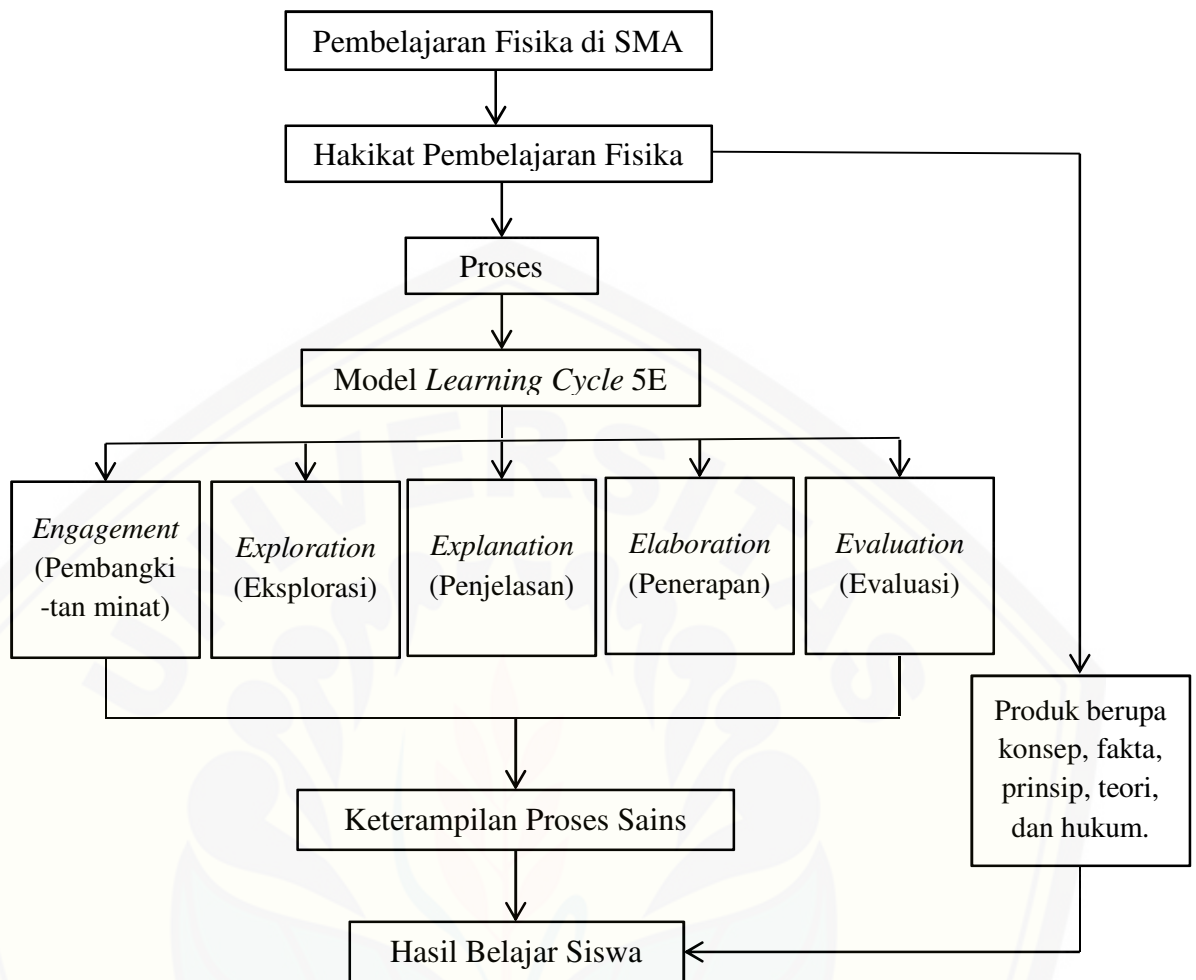 Pembelajaran Fisika di SMA
Hakikat Pembelajaran Fisika
Proses
Model Learning Cycle 5E
Engagement
(Pembangki
-tan minat)
Exploration
(Eksplorasi)
Explanation
(Penjelasan)
Elaboration
(Penerapan)
Evaluation
(Evaluasi)
Produk berupa
konsep, fakta,
prinsip, teori,
dan hukum.
Keterampilan Proses Sains
Hasil Belajar Siswa
UNIVERSITAS